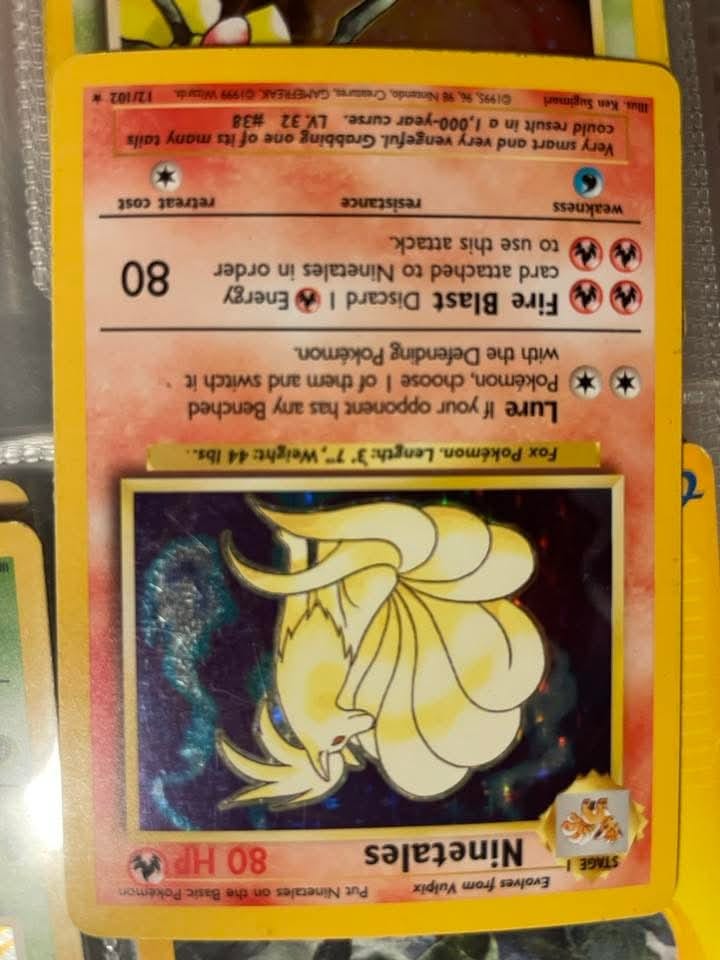 Evolves from Vulpix Put Ninetales on the Basic Pokémon
STAGE 1 Ninetales 80 HP
Fox Pokémon. Length: 3' 7", Weight: 44 lbs.
Lure If your opponent has any Benched
Pokémon, choose 1 of them and switch it
with the Defending Pokémon.
Fire Blast Discard 1 Energy
card attached to Ninetales in order
to use this attack.
80
weakness resistance retreat cost
Very smart and very vengeful. Grabbing one of its many tails
could result in a 1,000-year curse. LV. 32 #38
Illus. Ken Sugimori ©1995, 96, 98 Nintendo, Creatures, GAMEFREAK. ©1999 Wizards. 12/102 ★